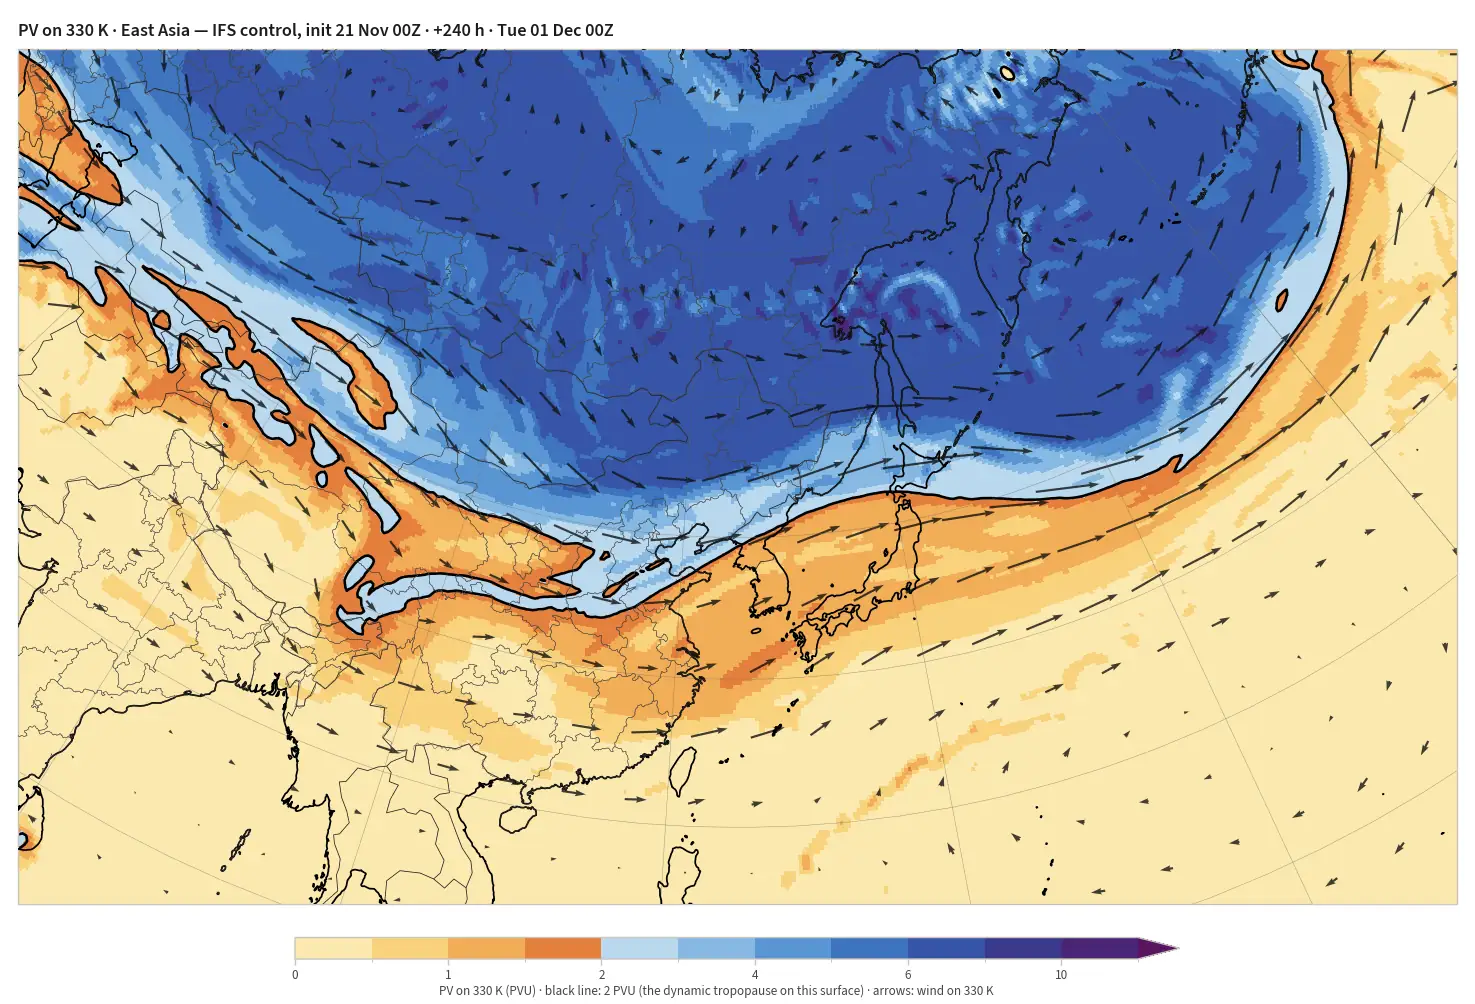 PV on 330 K · East Asia — IFS control, init 21 Nov 00Z · +240 h · Tue 01 Dec 00Z
0 1 2 4 6 10
PV on 330 K (PVU) · black line: 2 PVU (the dynamic tropopause on this surface) · arrows: wind on 330 K